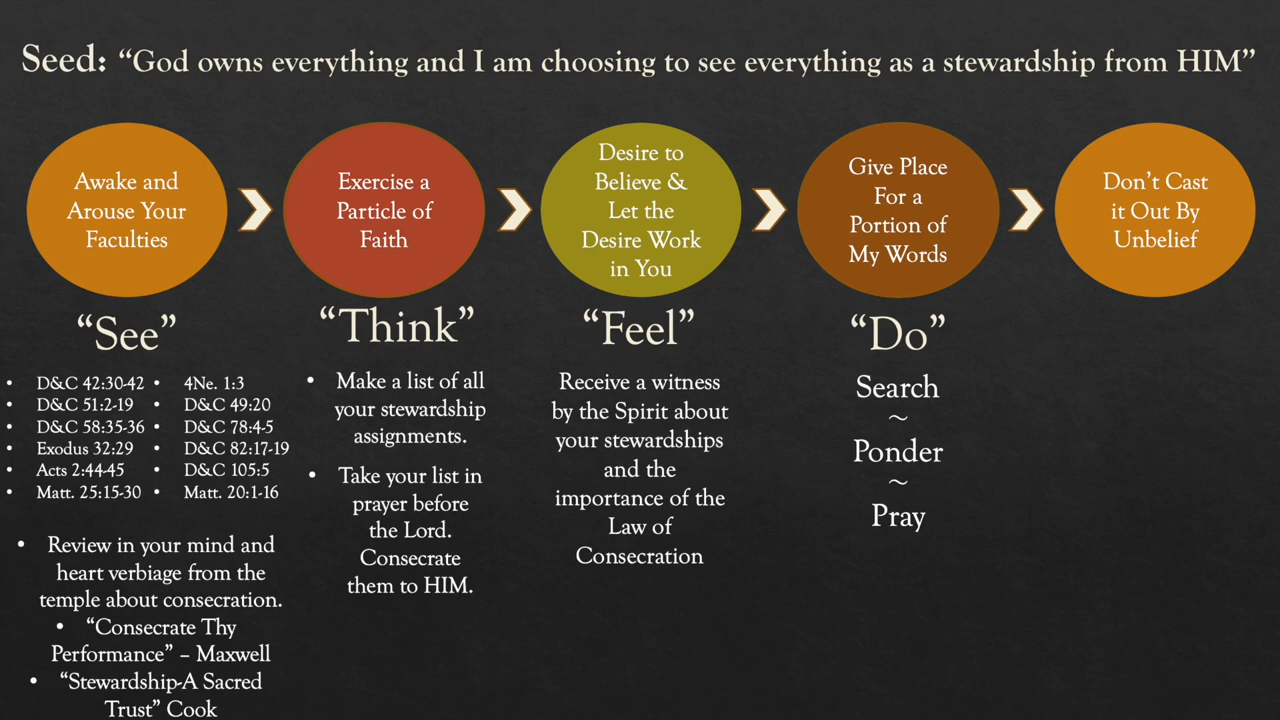 Seed: “God owns everything and I am choosing to see everything as a stewardship from HIM”
Awake and
Arouse Your
Faculties
Exercise a
Particle of
Faith
Desire to
Believe &
Let the
Desire Work
in You
Give Place
For a
Portion of
My Words
Don’t Cast
it Out By
Unbelief
“See”
• D&C 42:30-42
• D&C 51:2-19
• D&C 58:35-36
• Exodus 32:29
• Acts 2:44-45
• Matt. 25:15-30
• 4Ne. 1:3
• D&C 49:20
• D&C 78:4-5
• D&C 82:17-19
• D&C 105:5
• Matt. 20:1-16
• Review in your mind and
heart verbiage from the
temple about consecration.
• “Consecrate Thy
Performance” – Maxwell
• “Stewardship-A Sacred
Trust” Cook
“Think”
• Make a list of all
your stewardship
assignments.
• Take your list in
prayer before
the Lord.
Consecrate
them to HIM.
“Feel”
Receive a witness
by the Spirit about
your stewardships
and the
importance of the
Law of
Consecration
“Do”
Search
~
Ponder
~
Pray